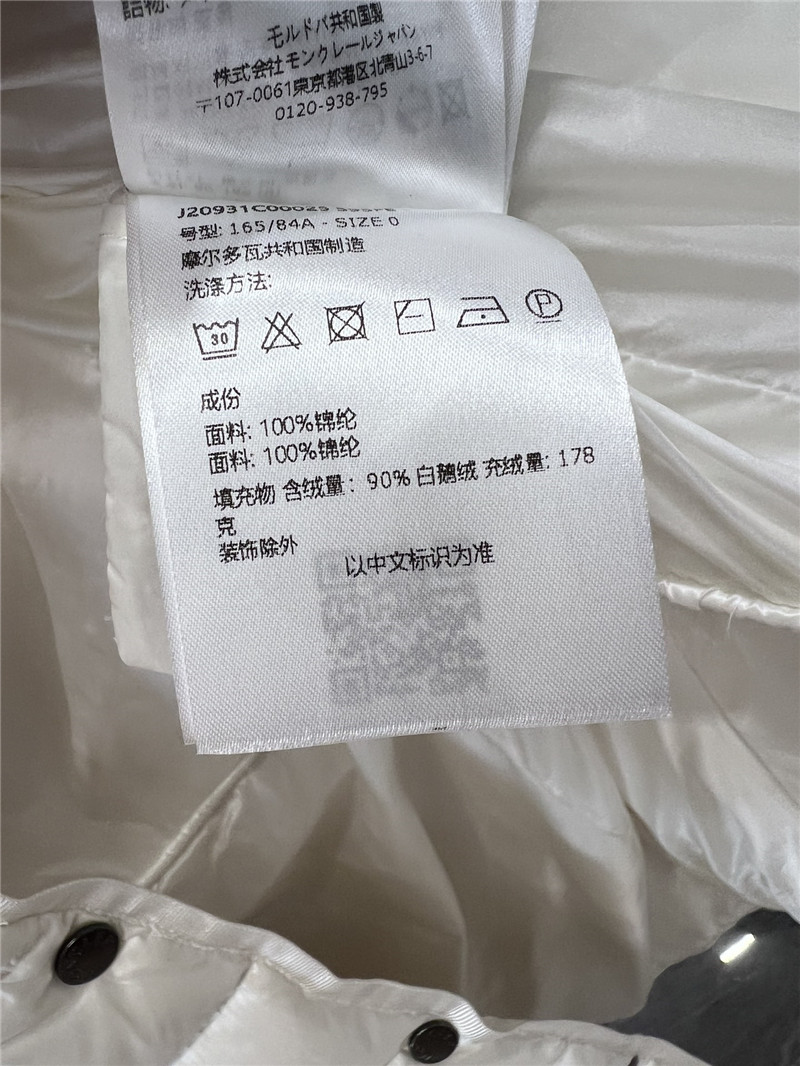 モルドバ共和国製
株式会社モンクレールジャパン
〒107-0061東京都港区北青山3-6-7
0120-938-795
号型: 165/84A - SIZE 0
摩尔多瓦共和国制造
洗涤方法:
30
P
成份
面料: 100%锦纶
面料: 100%锦纶
填充物 含绒量: 90% 白鹅绒 充绒量: 178
克
装饰除外
以中文标识为准